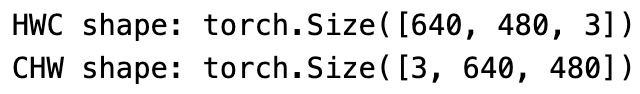 HWC shape: torch.Size([640, 480, 3])
CHW shape: torch.Size([3, 640, 480])